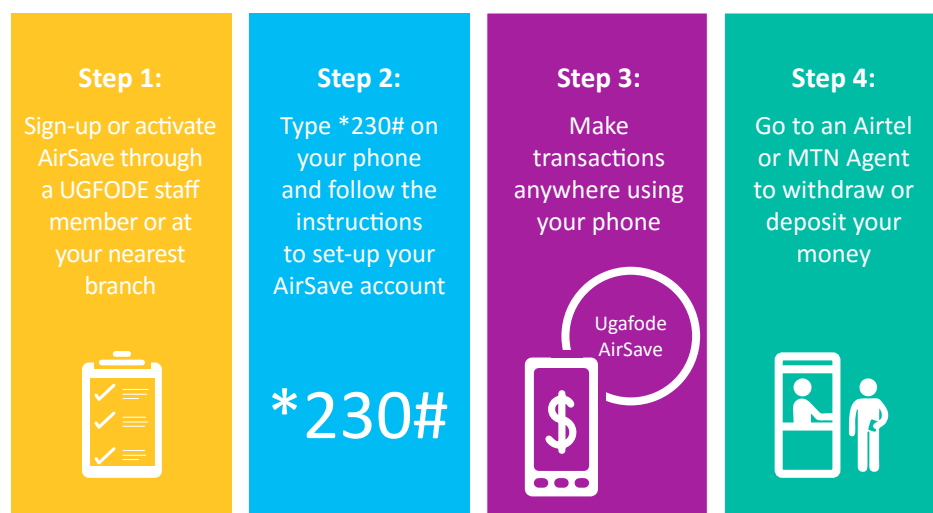 Step 1:
Sign-up or activate
AirSave through
a UGFODE staff
member or at
your nearest
branch
Step 2:
Type *230# on
your phone
and follow the
instructions
to set-up your
AirSave account
*230#
Step 3:
Make
transactions
anywhere using
your phone
Ugafode
AirSave
$
Step 4:
Go to an Airtel
or MTN Agent
to withdraw or
deposit your
money